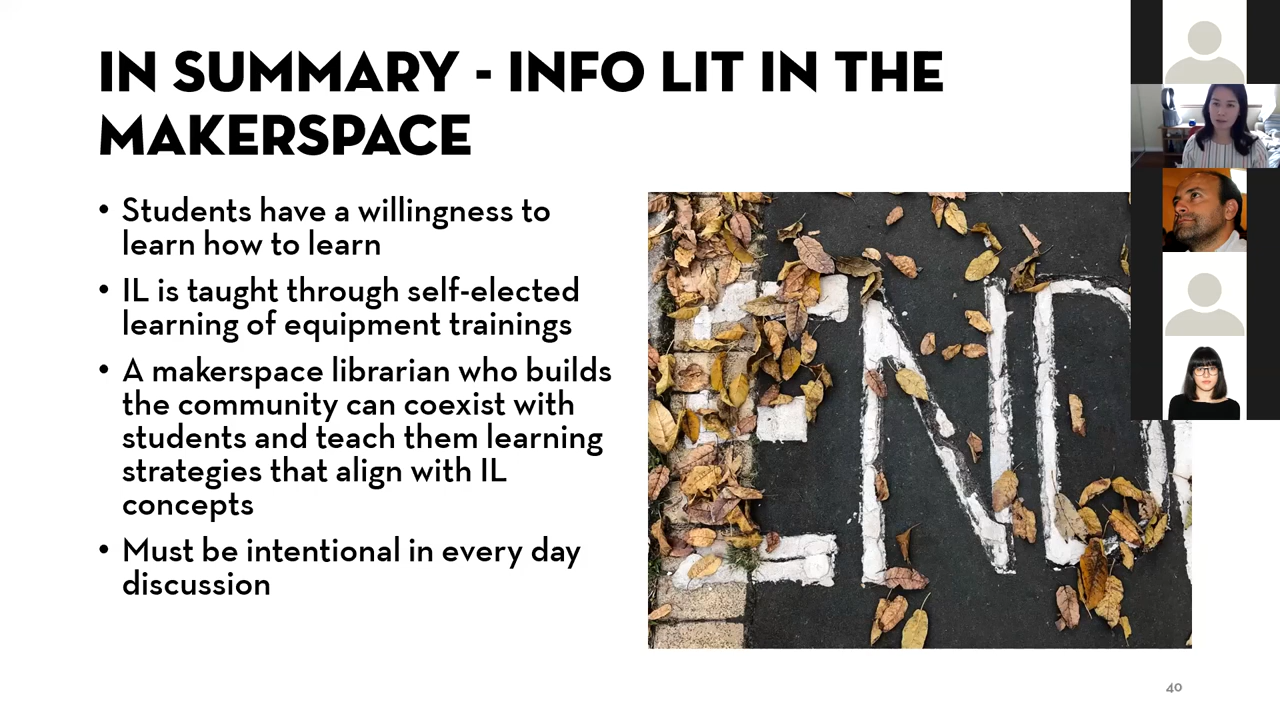 IN SUMMARY - INFO LIT IN THE
MAKERSPACE
• Students have a willingness to
learn how to learn
• IL is taught through self-elected
learning of equipment trainings
• A makerspace librarian who builds
the community can coexist with
students and teach them learning
strategies that align with IL
concepts
• Must be intentional in every day
discussion
END
40